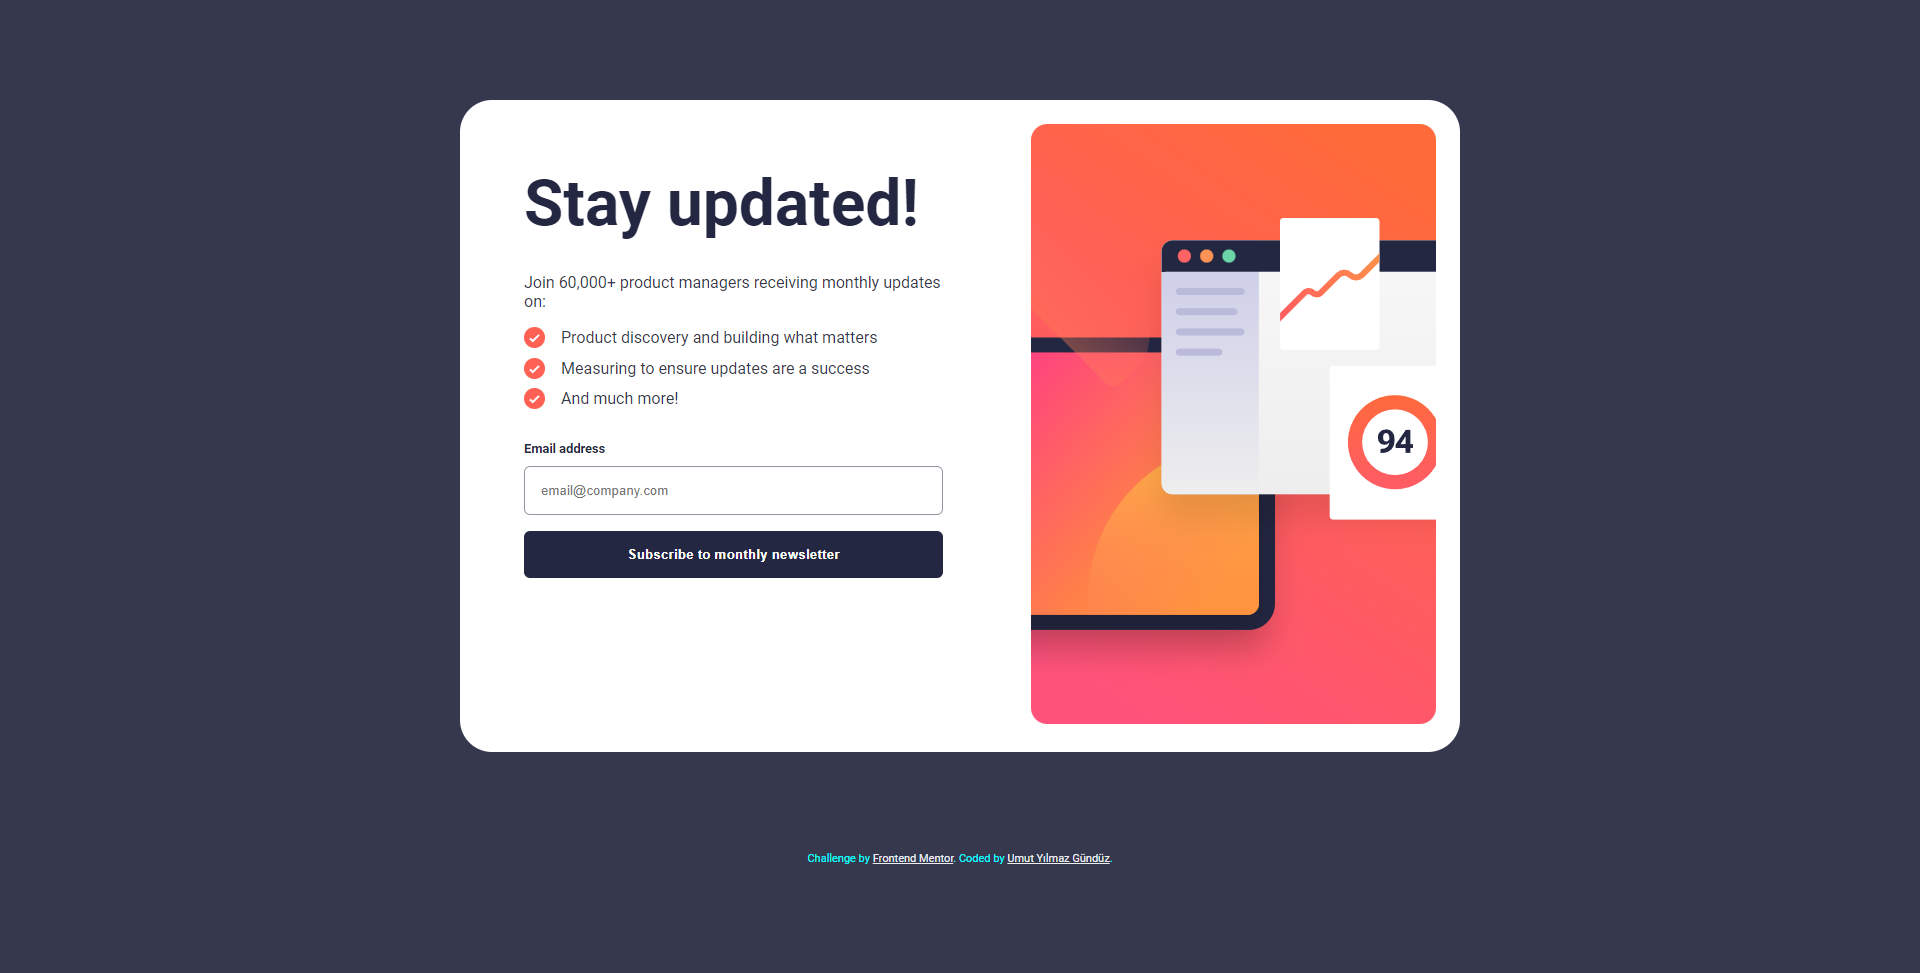 Stay updated!
Join 60,000+ product managers receiving monthly updates
on:
Product discovery and building what matters
Measuring to ensure updates are a success
And much more!
Email address
email@company.com
Subscribe to monthly newsletter
94
Challenge by Frontend Mentor. Coded by Umut Yılmaz Gündüz.